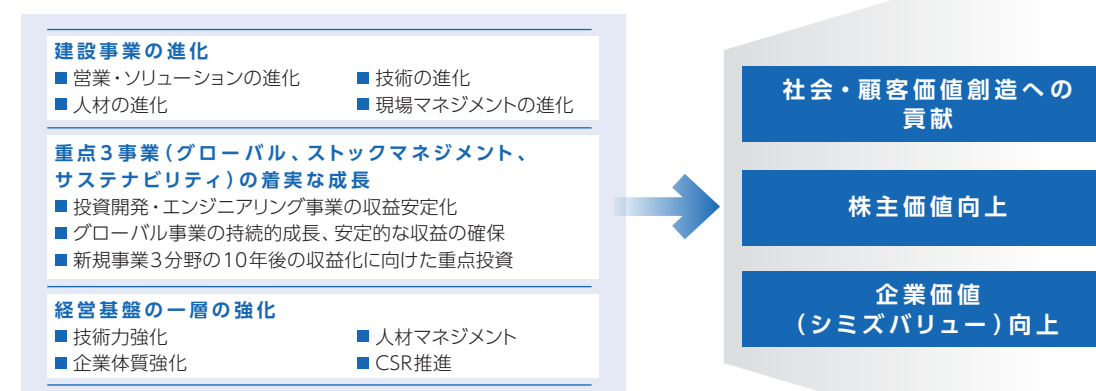 建設事業の進化
■ 営業・ソリューションの進化 ■ 技術の進化
■ 人材の進化 ■ 現場マネジメントの進化
重点3事業(グローバル、ストックマネジメント、
サステナビリティ)の着実な成長
■ 投資開発・エンジニアリング事業の収益安定化
■ グローバル事業の持続的成長、安定的な収益の確保
■ 新規事業3分野の10年後の収益化に向けた重点投資
経営基盤の一層の強化
■ 技術力強化 ■ 人材マネジメント
■ 企業体質強化 ■ CSR推進
社会・顧客価値創造への
貢献
株主価値向上
企業価値
(シミズバリュー)向上